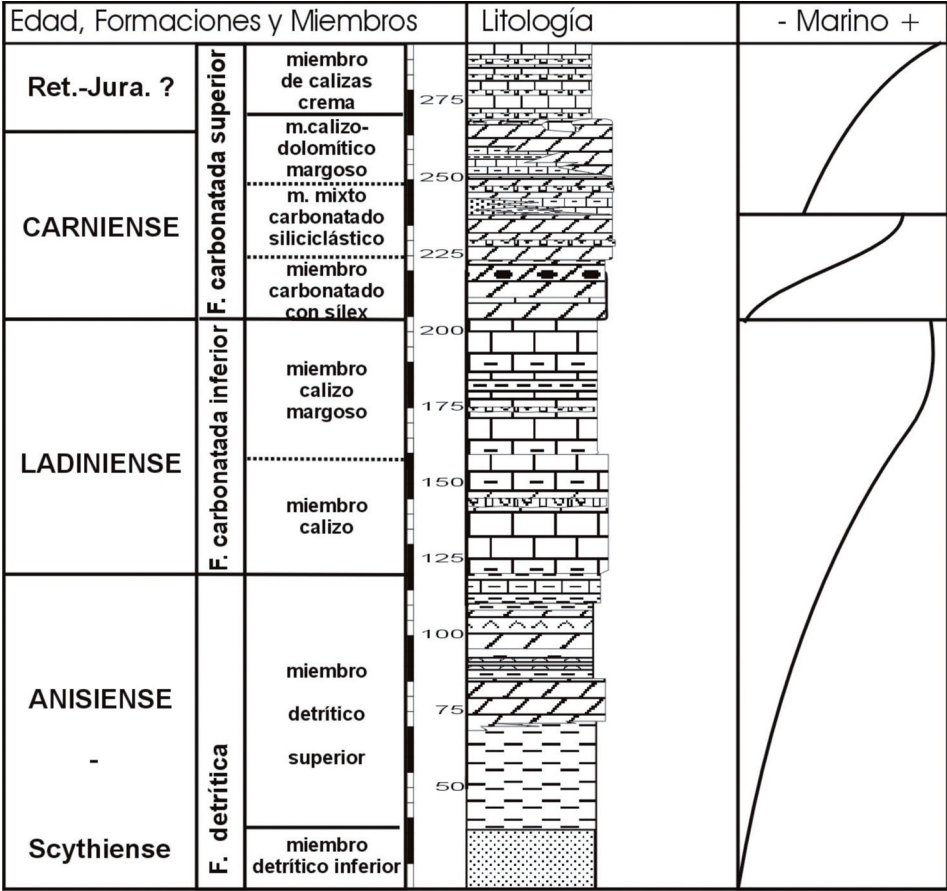 Edad, Formaciones y Miembros
Litología
- Marino +
Ret.-Jura. ?
CARNIENSE
LADINIENSE
ANISIENSE
-
Scythiense
F. carbonatada superior
F. carbonatada inferior
F. detrítica
miembro
de calizas
crema
m.calizo-
dolomítico
margoso
m. mixto
carbonatado
siliciclástico
miembro
carbonatado
con sílex
miembro
calizo
margoso
miembro
calizo
miembro
detrítico
superior
miembro
detrítico inferior
275
250
225
200
175
150
125
100
75
50